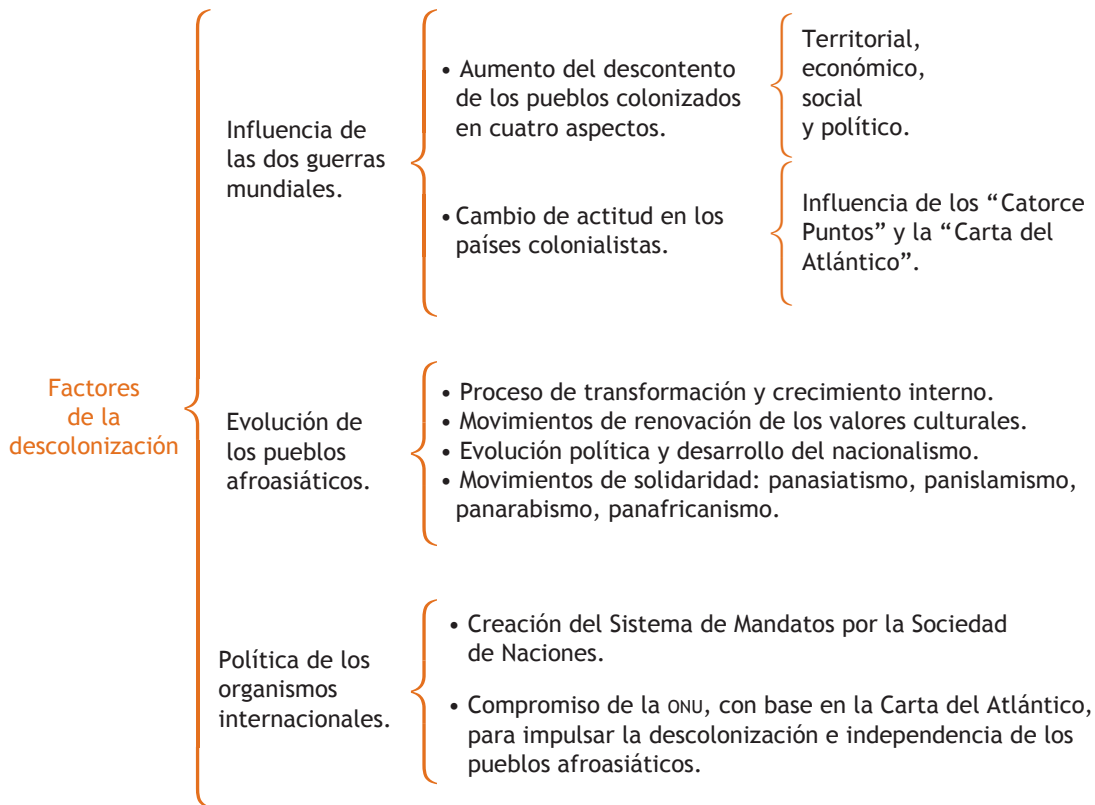 Factores
de la
descolonización
Influencia de
las dos guerras
mundiales.
• Aumento del descontento
de los pueblos colonizados
en cuatro aspectos.
Territorial,
económico,
social
y político.
• Cambio de actitud en los
países colonialistas.
Influencia de los “Catorce
Puntos” y la “Carta del
Atlántico”.
Evolución de
los pueblos
afroasiáticos.
• Proceso de transformación y crecimiento interno.
• Movimientos de renovación de los valores culturales.
• Evolución política y desarrollo del nacionalismo.
• Movimientos de solidaridad: panasiatismo, panislamismo,
panarabismo, panafricanismo.
Política de los
organismos
internacionales.
• Creación del Sistema de Mandatos por la Sociedad
de Naciones.
• Compromiso de la ONU, con base en la Carta del Atlántico,
para impulsar la descolonización e independencia de los
pueblos afroasiáticos.